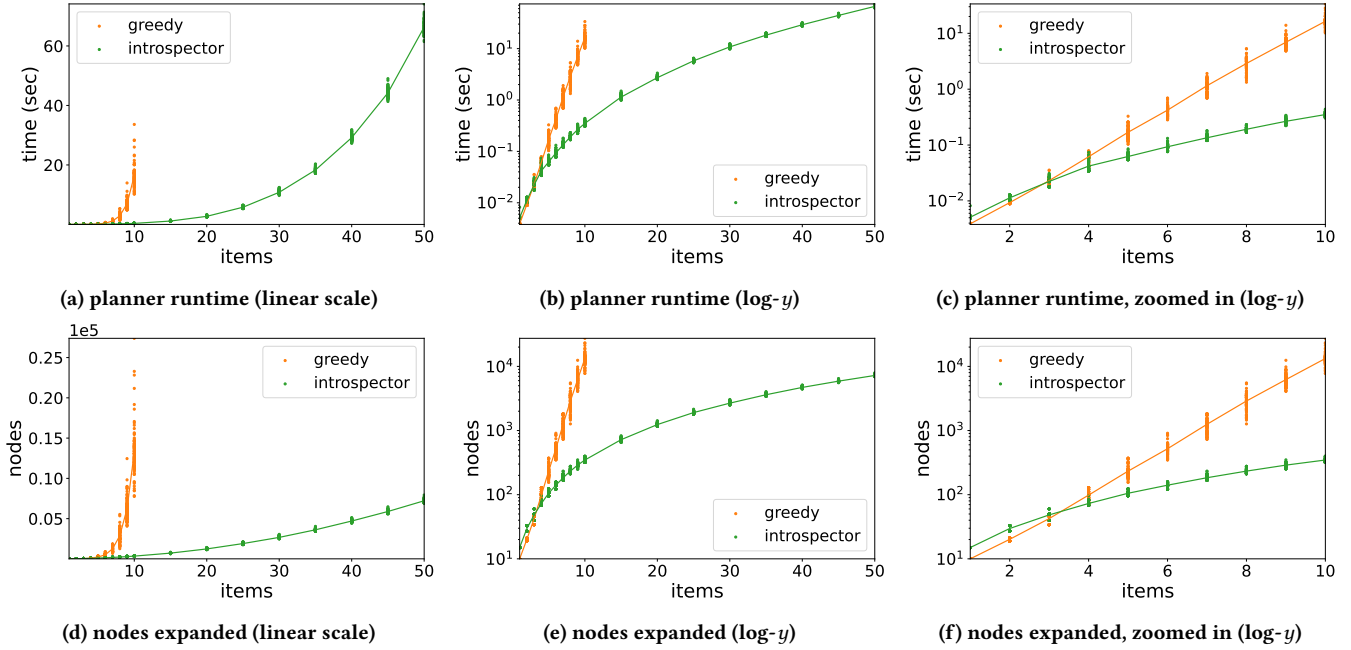 greedy
introspector
time (sec)
60
40
20
10 20 30 40 50
items
(a) planner runtime (linear scale)
greedy
introspector
time (sec)
10^1
10^0
10^−1
10^−2
10 20 30 40 50
items
(b) planner runtime (log-y)
greedy
introspector
time (sec)
10^1
10^0
10^−1
10^−2
2 4 6 8 10
items
(c) planner runtime, zoomed in (log-y)
1e5
greedy
introspector
nodes
0.25
0.20
0.15
0.10
0.05
10 20 30 40 50
items
(d) nodes expanded (linear scale)
greedy
introspector
nodes
10^4
10^3
10^2
10^1
10 20 30 40 50
items
(e) nodes expanded (log-y)
greedy
introspector
nodes
10^4
10^3
10^2
10^1
2 4 6 8 10
items
(f) nodes expanded, zoomed in (log-y)